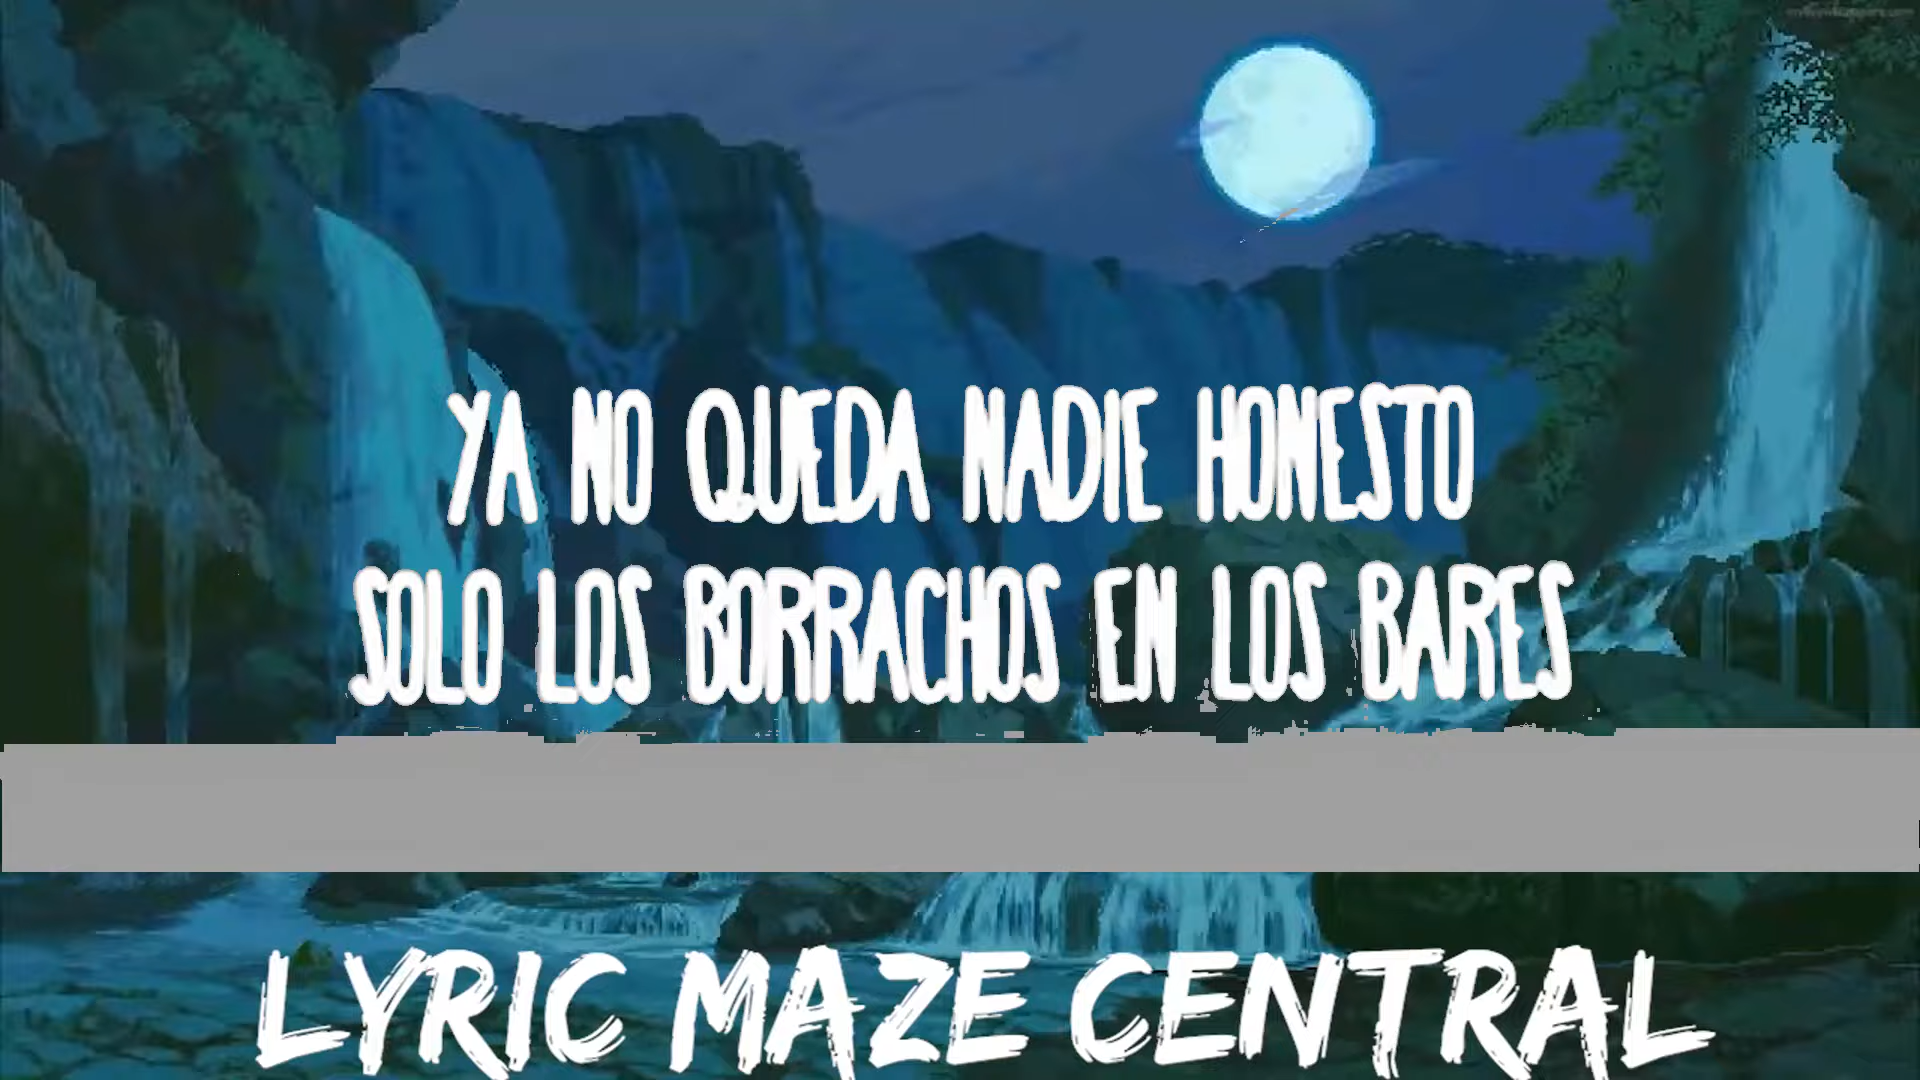 YA NO QUEDA NADIE HONESTO
SOLO LOS BORRACHOS EN LOS BARES
LYRIC MAZE CENTRAL